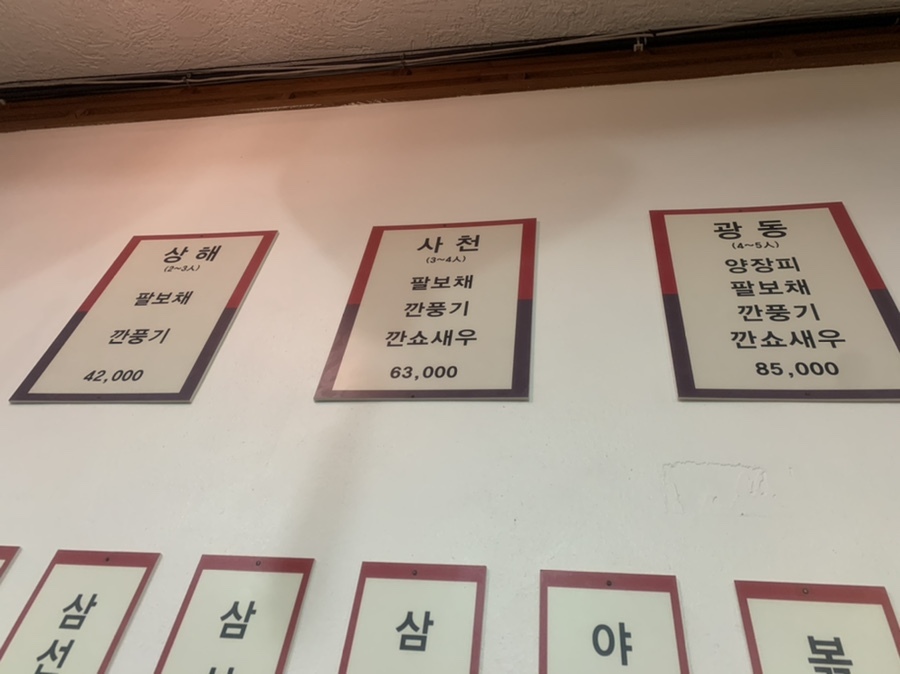 상해
(2~3人)
팔보채
깐풍기
42,000
사천
(3~4人)
팔보채
깐풍기
깐쇼새우
63,000
광동
(4~5人)
양장피
팔보채
깐풍기
깐쇼새우
85,000
삼
선
삼
삼
야
볶